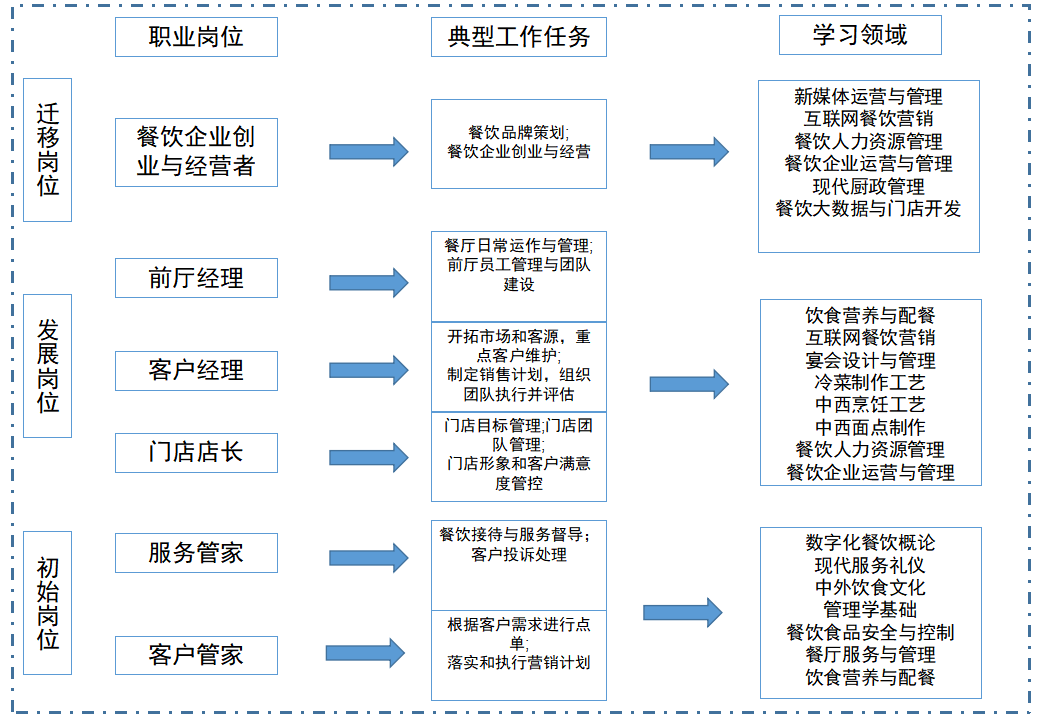 职业岗位
典型工作任务
学习领域
迁移岗位
餐饮企业创
业与经营者
餐饮品牌策划;
餐饮企业创业与经营
新媒体运营与管理
互联网餐饮营销
餐饮人力资源管理
餐饮企业运营与管理
现代厨政管理
餐饮大数据与门店开发
发展岗位
前厅经理
餐厅日常运作与管理;
前厅员工管理与团队
建设
客户经理
开拓市场和客源，重
点客户维护;
制定销售计划，组织
团队执行并评估
门店店长
门店目标管理;门店团
队管理;
门店形象和客户满意
度管控
饮食营养与配餐
互联网餐饮营销
宴会设计与管理
冷菜制作工艺
中西烹饪工艺
中西面点制作
餐饮人力资源管理
餐饮企业运营与管理
初始岗位
服务管家
餐饮接待与服务督导；
客户投诉处理
客户管家
根据客户需求进行点
单;
落实和执行营销计划
数字化餐饮概论
现代服务礼仪
中外饮食文化
管理学基础
餐饮食品安全与控制
餐厅服务与管理
饮食营养与配餐